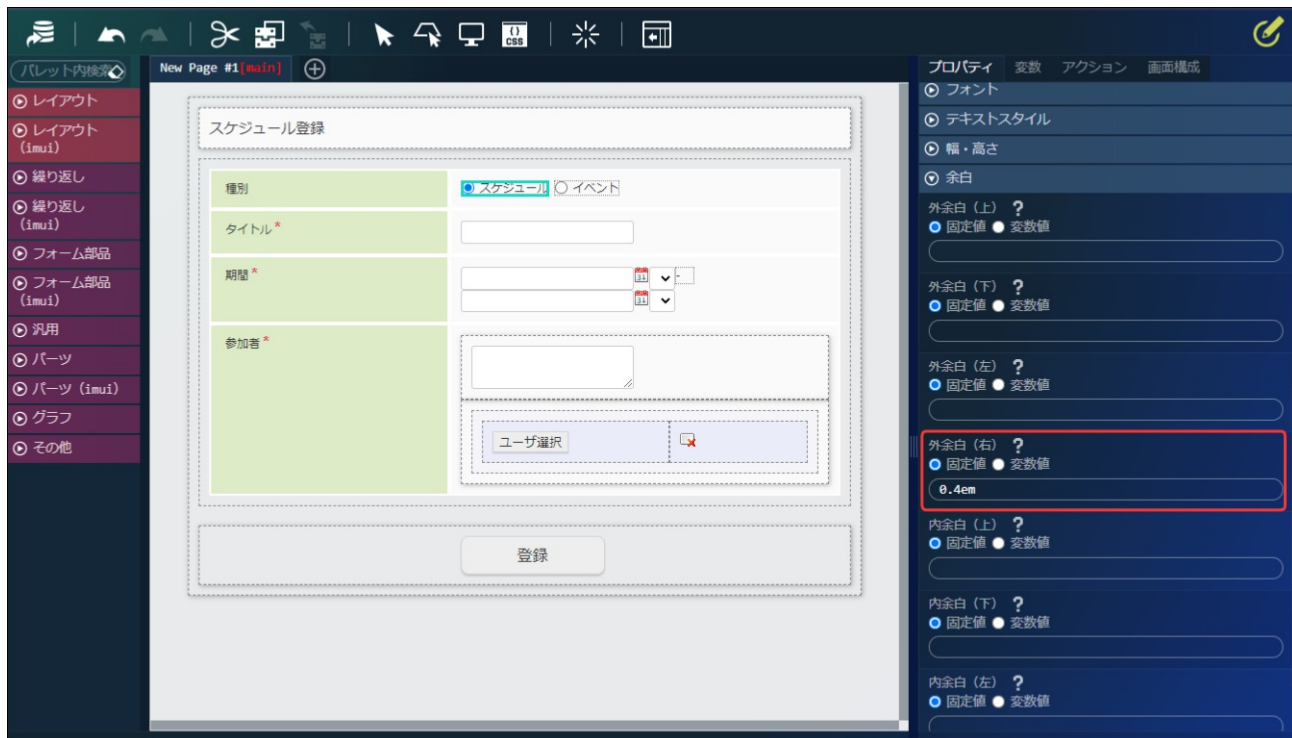 CSS
パレット内検索
レイアウト
レイアウト
(imui)
繰り返し
繰り返し
(imui)
フォーム部品
フォーム部品
(imui)
汎用
パーツ
パーツ (imui)
グラフ
その他
New Page #1[main]
スケジュール登録
種別
スケジュール イベント
タイトル*
期間*
31 -
31
参加者*
ユーザ選択
登録
プロパティ 変数 アクション 画面構成
フォント
テキストスタイル
幅・高さ
余白
外余白 (上) ?
固定値 変数値
外余白 (下) ?
固定値 変数値
外余白 (左) ?
固定値 変数値
外余白 (右) ?
固定値 変数値
0.4em
内余白 (上) ?
固定値 変数値
内余白 (下) ?
固定値 変数値
内余白 (左) ?
固定値 変数値